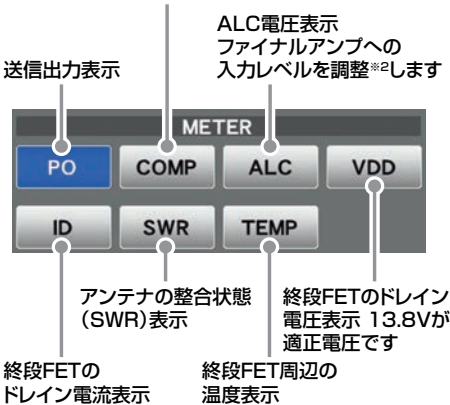 ALC電圧表示
ファイナルアンプへの
入力レベルを調整※2します
送信出力表示
METER
PO COMP ALC VDD
ID SWR TEMP
アンテナの整合状態
(SWR)表示
終段FETのドレイン
電圧表示 13.8Vが
適正電圧です
終段FETの
ドレイン電流表示
終段FET周辺の
温度表示